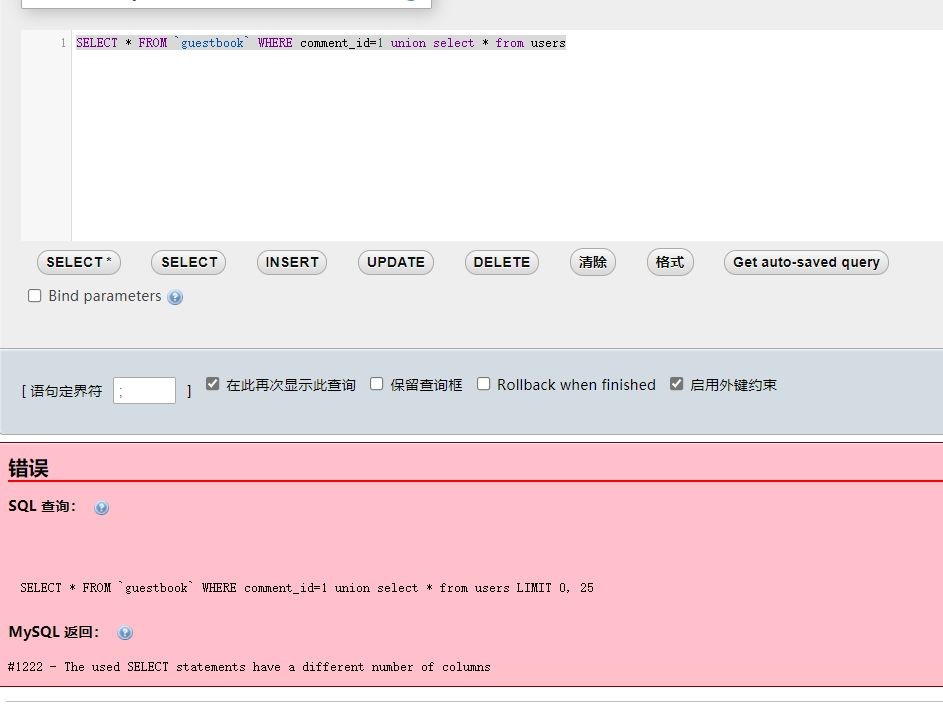 1 SELECT * FROM `guestbook` WHERE comment_id=1 union select * from users
SELECT * SELECT INSERT UPDATE DELETE 清除 格式 Get auto-saved query
Bind parameters
[ 语句定界符 ; ] 在此再次显示此查询 保留查询框 Rollback when finished 启用外键约束
错误
SQL 查询：
SELECT * FROM `guestbook` WHERE comment_id=1 union select * from users LIMIT 0, 25
MySQL 返回：
#1222 - The used SELECT statements have a different number of columns